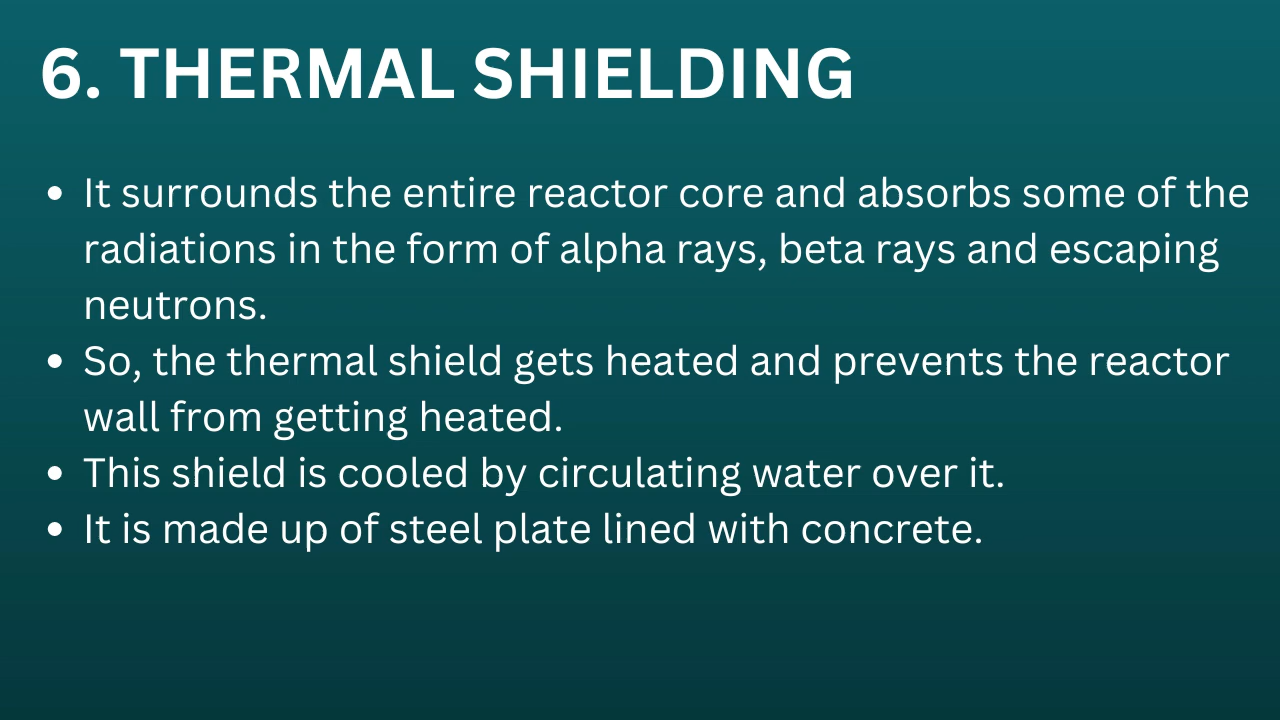 6. THERMAL SHIELDING
• It surrounds the entire reactor core and absorbs some of the
radiations in the form of alpha rays, beta rays and escaping
neutrons.
• So, the thermal shield gets heated and prevents the reactor
wall from getting heated.
• This shield is cooled by circulating water over it.
• It is made up of steel plate lined with concrete.